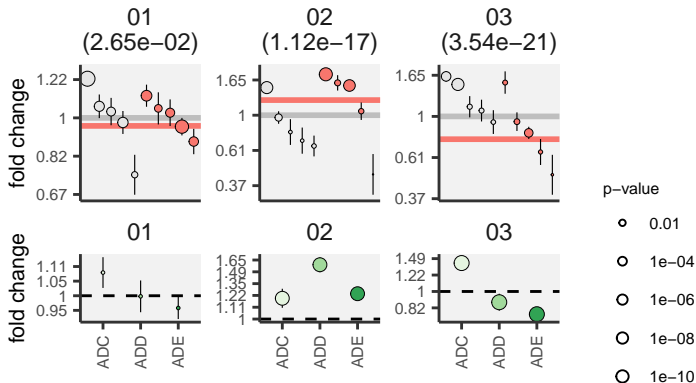 01
(2.65e−02)
02
(1.12e−17)
03
(3.54e−21)
fold change
1.22
1
0.82
0.67
1.65
1
0.61
0.37
1.65
1
0.61
0.37
01
02
03
fold change
1.11
1.05
1
0.95
1.65
1.49
1.35
1.22
1.11
1
1.49
1.22
1
0.82
ADC
ADD
ADE
ADC
ADD
ADE
ADC
ADD
ADE
p−value
0.01
1e−04
1e−06
1e−08
1e−10